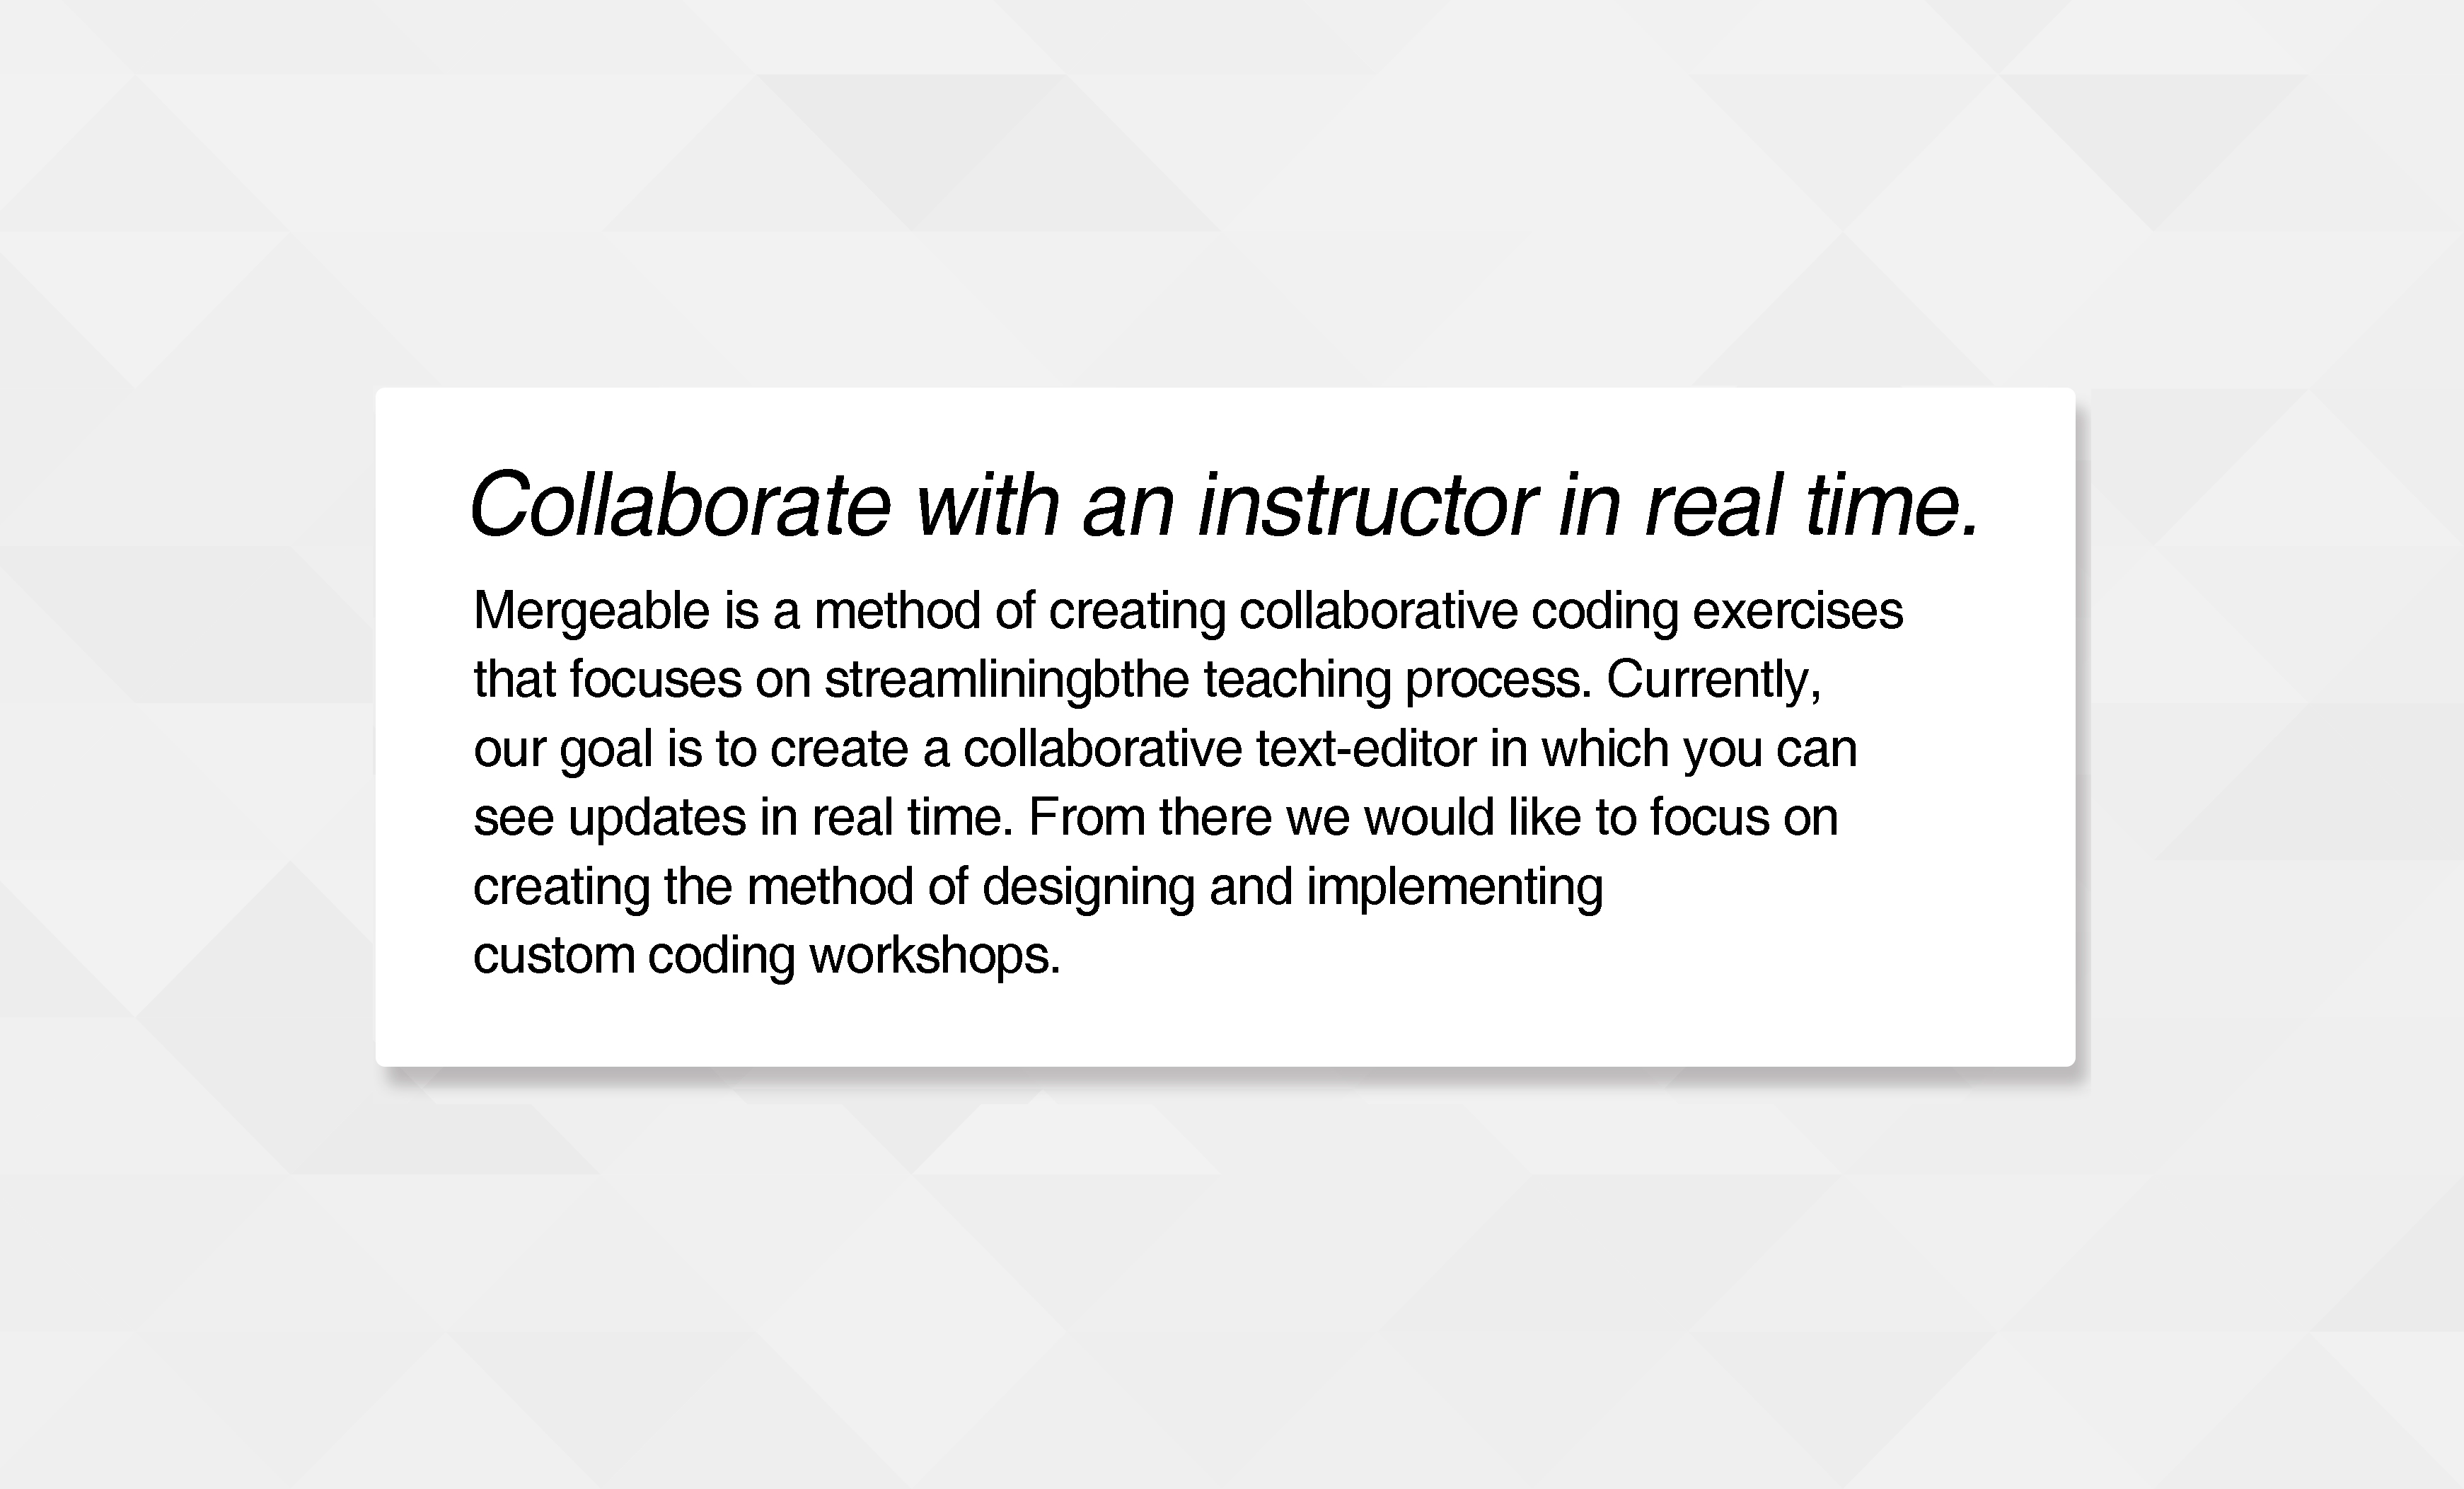 Collaborate with an instructor in real time.
Mergeable is a method of creating collaborative coding exercises
that focuses on streamliningbthe teaching process. Currently,
our goal is to create a collaborative text-editor in which you can
see updates in real time. From there we would like to focus on
creating the method of designing and implementing
custom coding workshops.